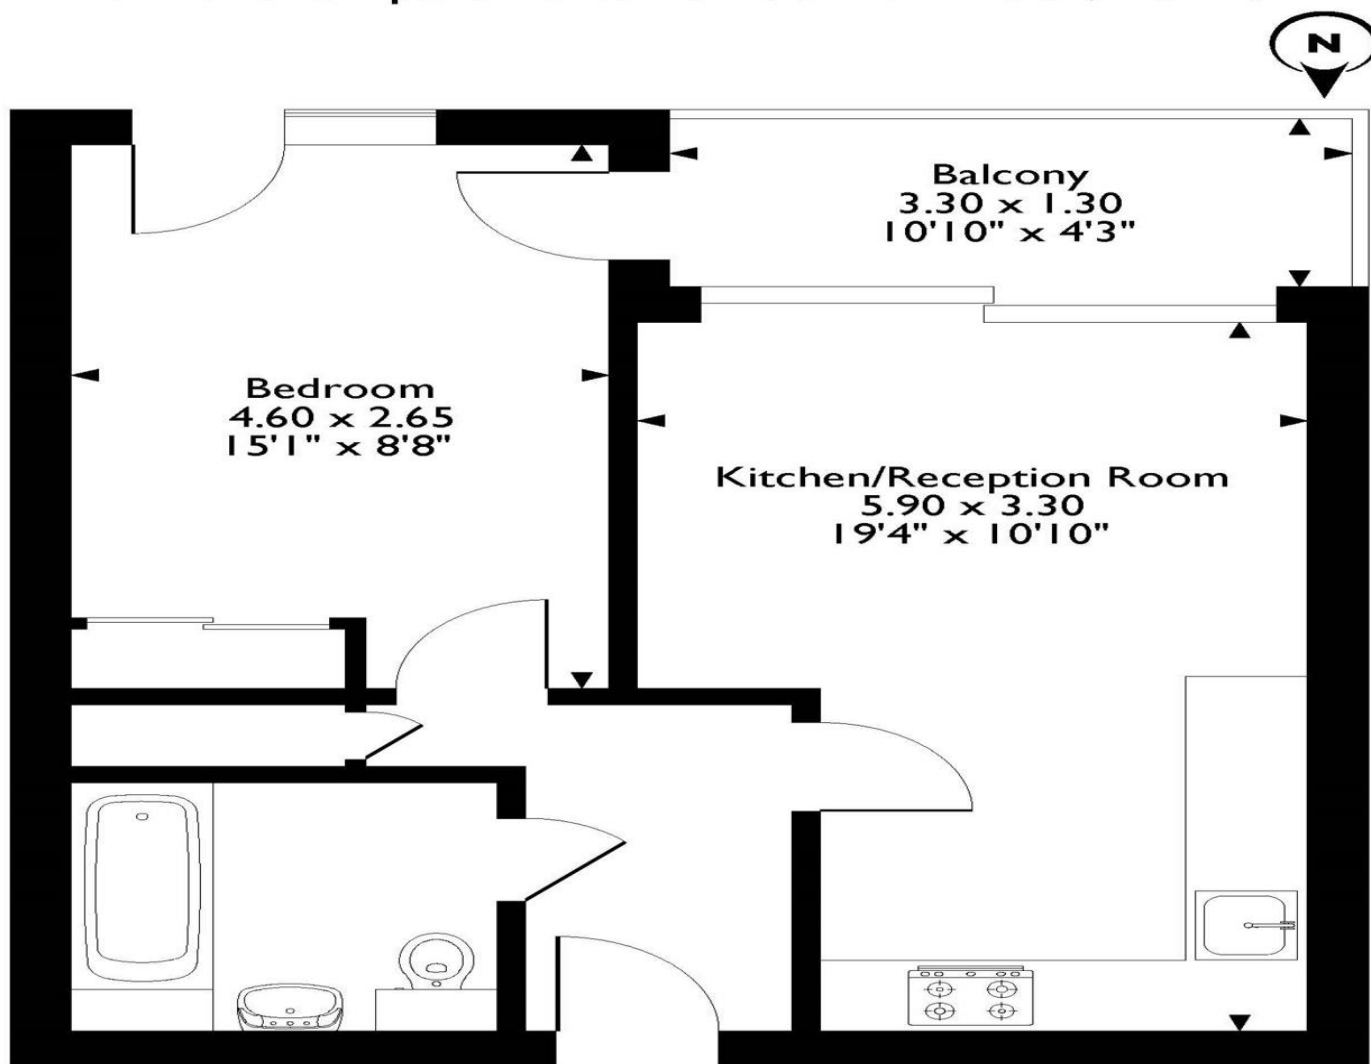 N
Balcony
3.30 x 1.30
10'10" x 4'3"
Bedroom
4.60 x 2.65
15'1" x 8'8"
Kitchen/Reception Room
5.90 x 3.30
19'4" x 10'10"